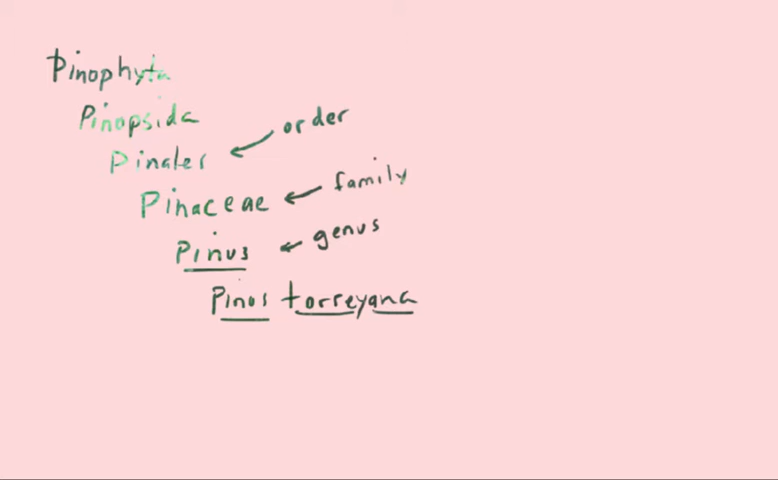 Pinophyta
Pinopsida
Pinales ← order
Pinaceae ← family
Pinus ← genus
Pinus torreyana